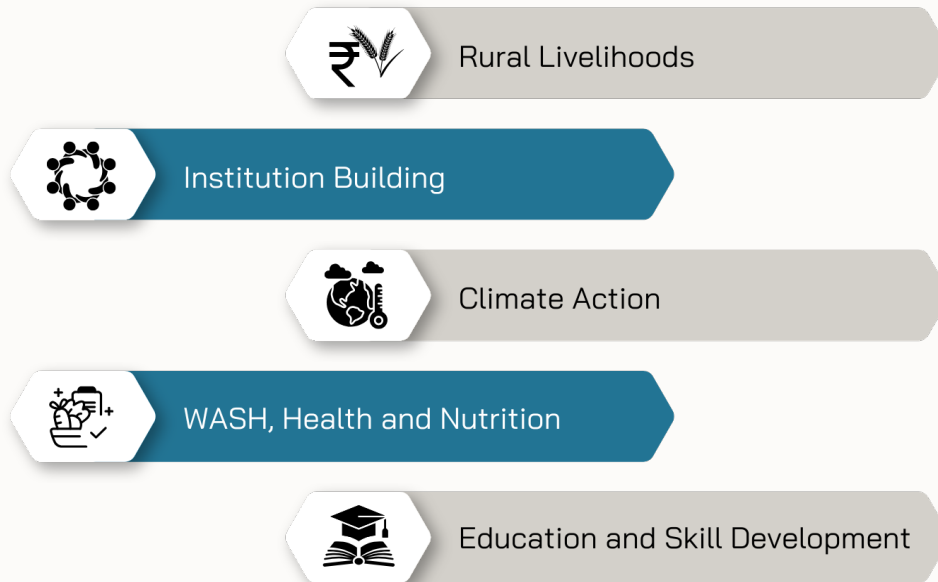 Rural Livelihoods
Institution Building
Climate Action
WASH, Health and Nutrition
Education and Skill Development